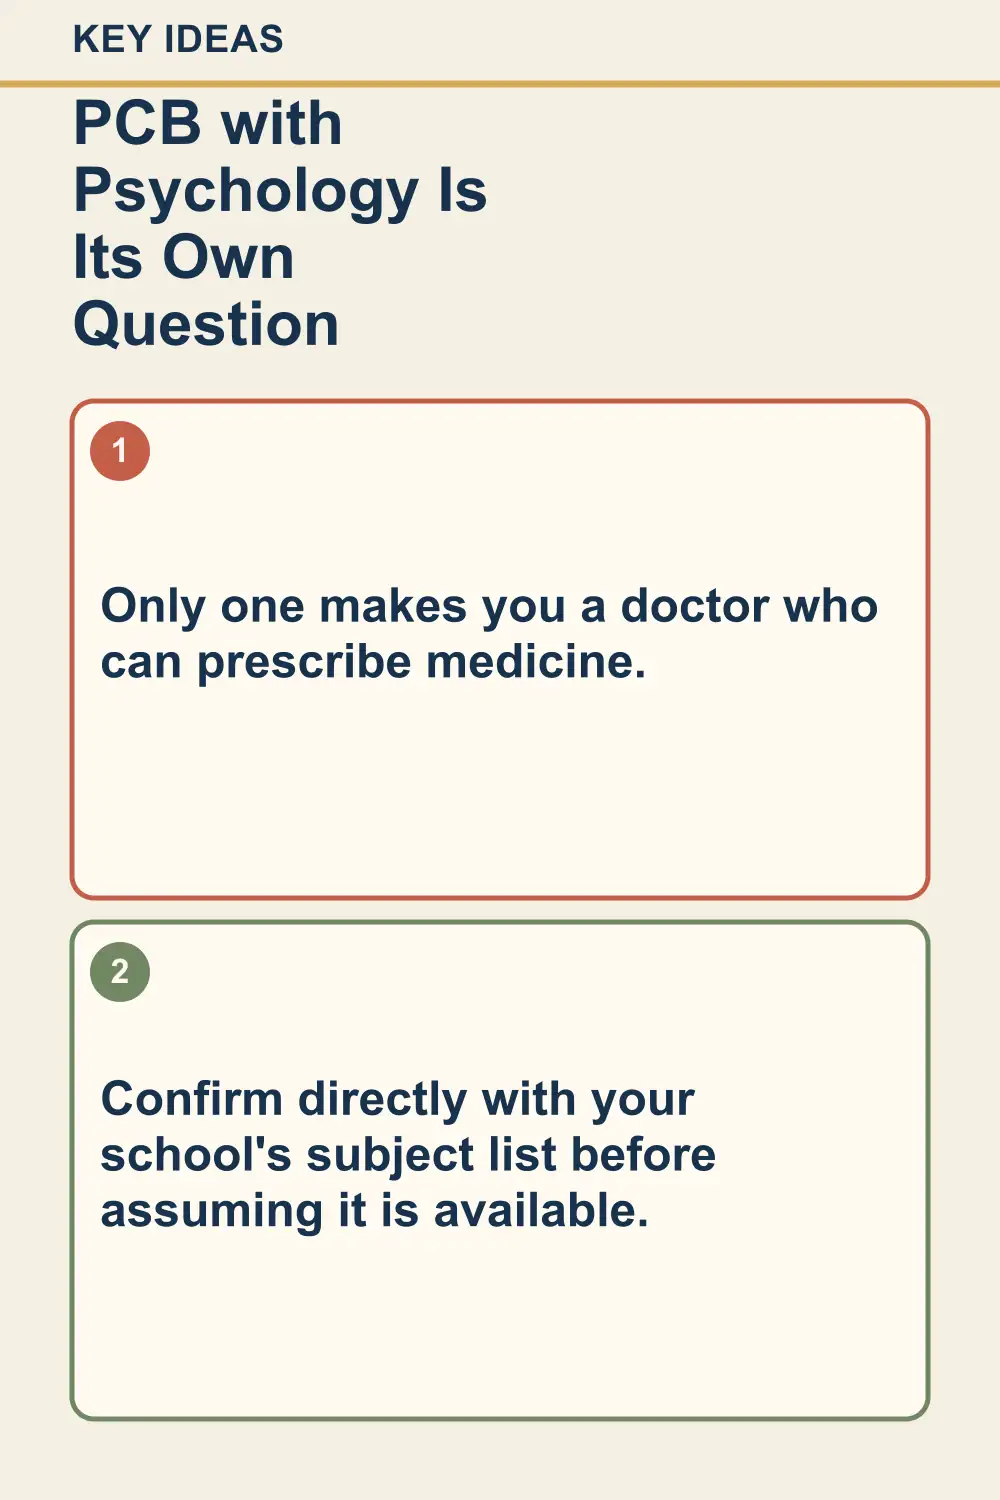 KEY IDEAS
PCB with
Psychology Is
Its Own
Question
1
Only one makes you a doctor who
can prescribe medicine.
2
Confirm directly with your
school's subject list before
assuming it is available.